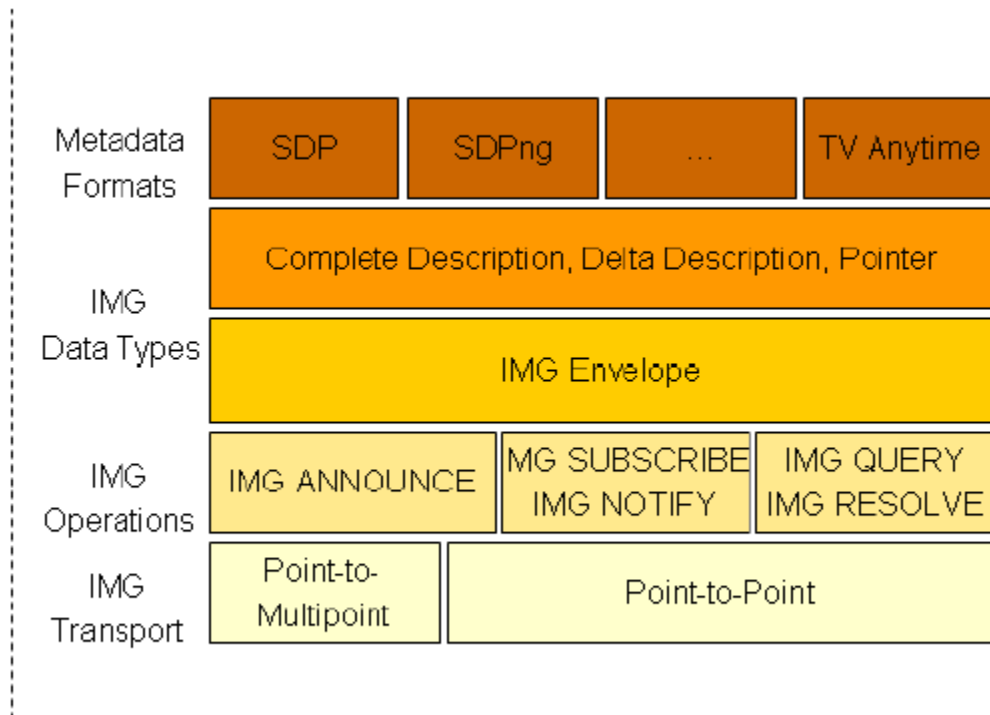 Metadata
Formats
SDP
SDPng
...
TV Anytime
IMG
Data Types
Complete Description, Delta Description, Pointer
IMG Envelope
IMG
Operations
IMG ANNOUNCE
MG SUBSCRIBE
IMG NOTIFY
IMG QUERY
IMG RESOLVE
IMG
Transport
Point-to-
Multipoint
Point-to-Point